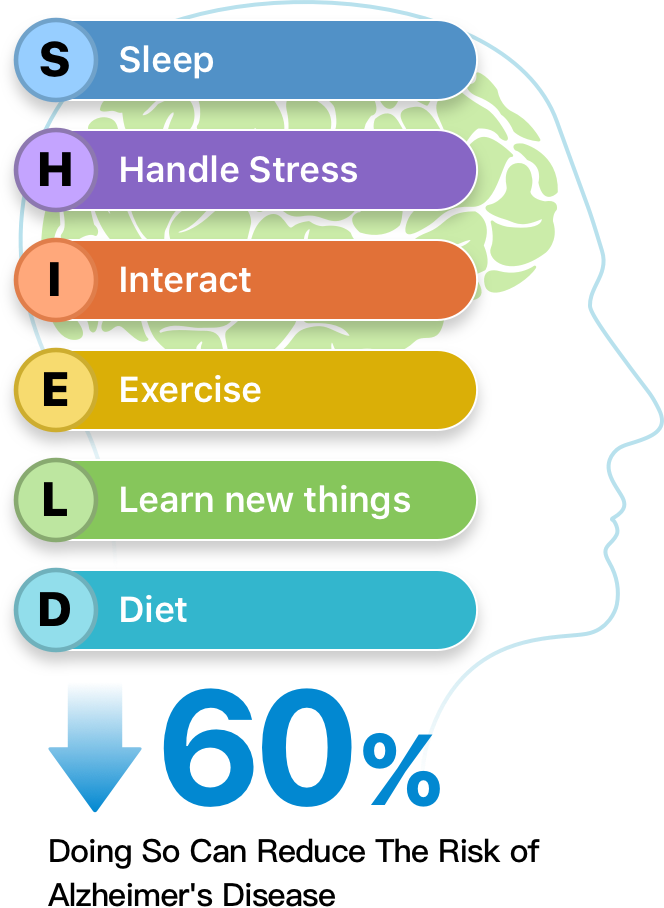 S Sleep
H Handle Stress
I Interact
E Exercise
L Learn new things
D Diet
60%
Doing So Can Reduce The Risk of
Alzheimer's Disease